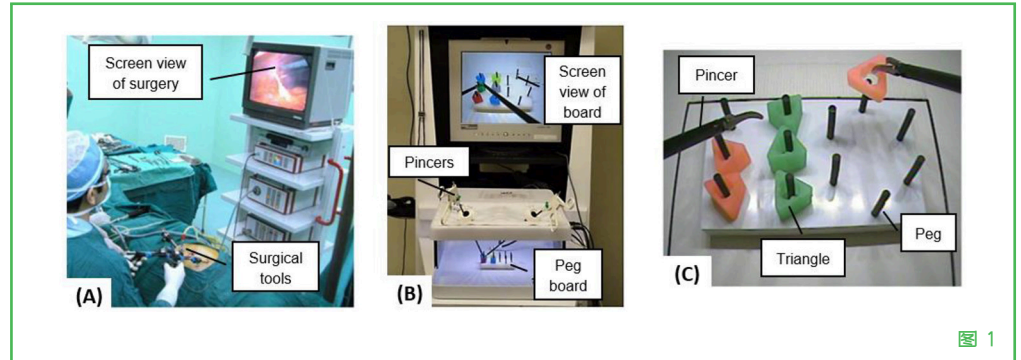 Screen view
of surgery
Surgical
tools
(A)
Screen
view of
board
Pincers
Peg
board
(B)
Pincer
Triangle
Peg
(C)
图 1